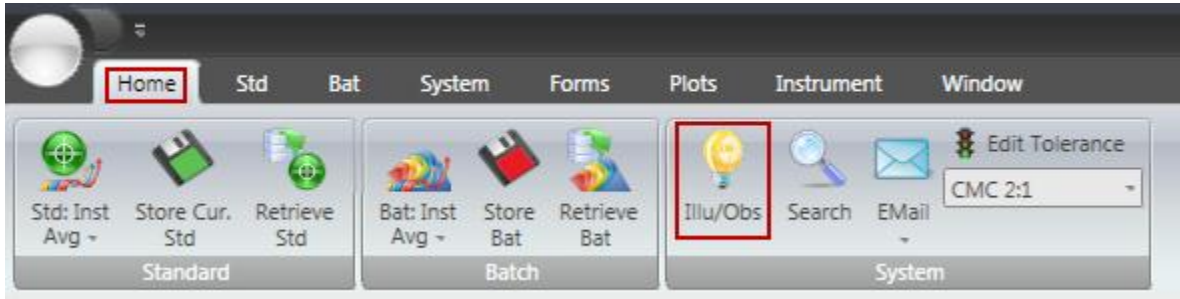 Home Std Bat System Forms Plots Instrument Window
Std: Inst Avg
Store Cur. Std
Retrieve Std
Standard
Bat: Inst Avg
Store Bat
Retrieve Bat
Batch
Illu/Obs
Search
EMail
Edit Tolerance
CMC 2:1
System